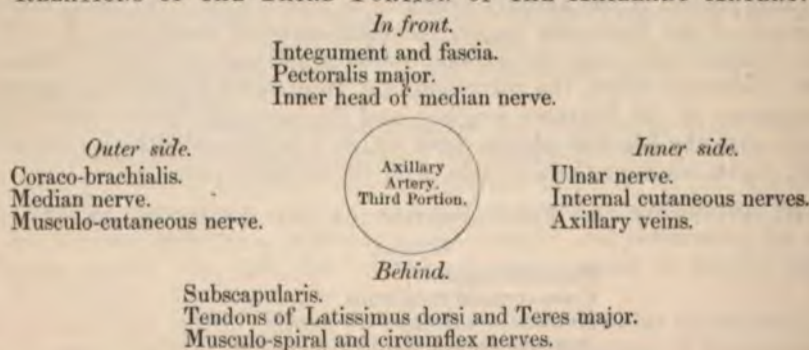 In front.
Integument and fascia.
Pectoralis major.
Inner head of median nerve.
Outer side.
Coraco-brachialis.
Median nerve.
Musculo-cutaneous nerve.
Axillary
Artery.
Third Portion.
Inner side.
Ulnar nerve.
Internal cutaneous nerves.
Axillary veins.
Behind.
Subscapularis.
Tendons of Latissimus dorsi and Teres major.
Musculo-spiral and circumflex nerves.